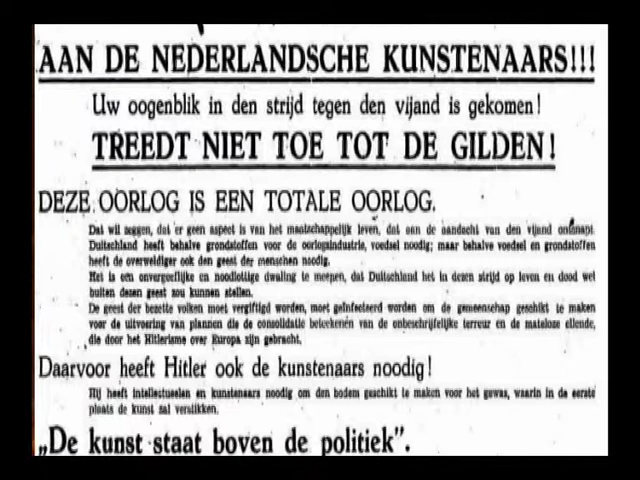 AAN DE NEDERLANDSCHE KUNSTENAARS!!!
Uw oogenblik in den strijd tegen den vijand is gekomen!
TREEDT NIET TOE TOT DE GILDEN!
DEZE OORLOG IS EEN TOTALE OORLOG.
Dat wil zeggen, dat er geen aspect is van het maatschappelijk leven, dat aan de aandacht van den vijand ontsnapt.
Duitschland heeft behalve grondstoffen voor de oorlogsindustrie, voedsel noodig; maar behalve voedsel en grondstoffen
heeft de overweldiger ook den geest der menschen noodig.
Het is een onvergeeflijke en noodlottige dwaling te meenen, dat Duitschland het in dezen strijd op leven en dood wel
buiten dezen geest zou kunnen stellen.
De geest der bezette volken moet vergiftigd worden, moet geïnfecteerd worden om de gemeenschap geschikt te maken
voor de uitvoering van plannen die de consolidatie beteekenen van de onbeschrijfelijke terreur en de matelooze ellende,
die door het Hitlerisme over Europa zijn gebracht.
Daarvoor heeft Hitler ook de kunstenaars noodig!
Hij heeft intellectueelen en kunstenaars noodig om den bodem geschikt te maken voor het gewas, waarin in de eerste
plaats de kunst zal verstikken.
„De kunst staat boven de politiek”.